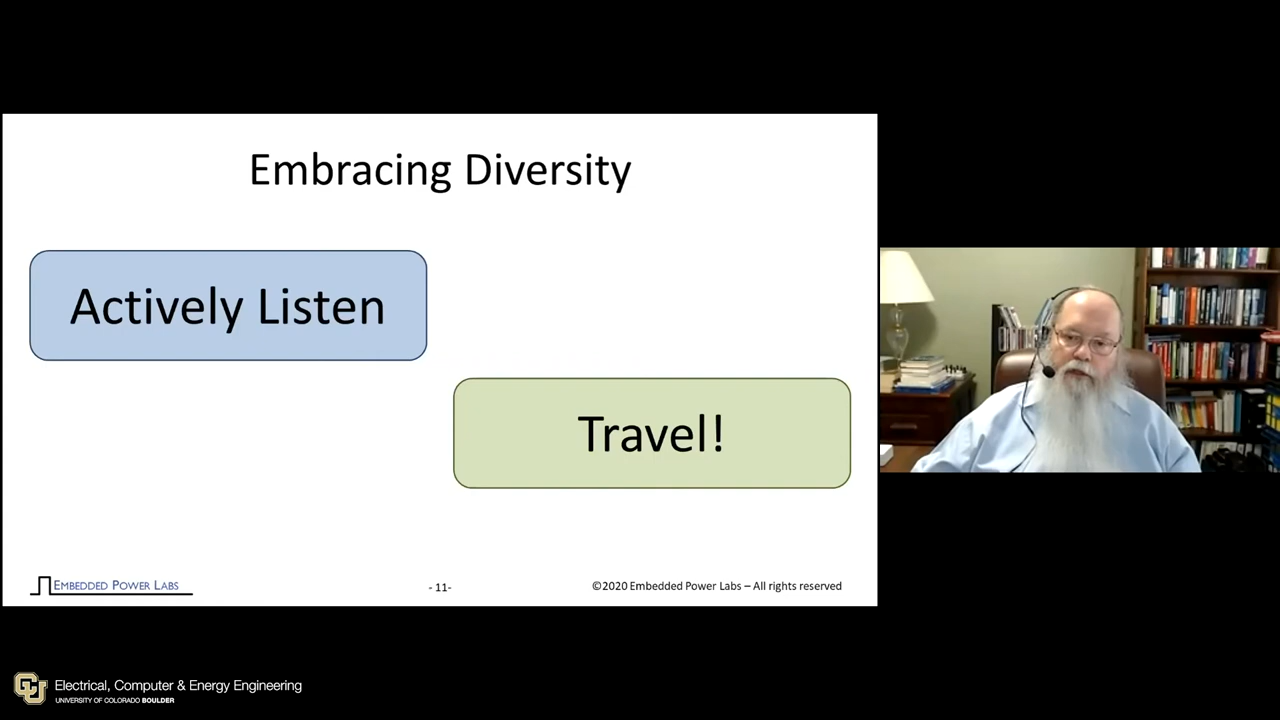 Embracing Diversity
Actively Listen
Travel!
EMBEDDED POWER LABS
- 11-
©2020 Embedded Power Labs – All rights reserved
CU
Electrical, Computer & Energy Engineering
UNIVERSITY OF COLORADO BOULDER